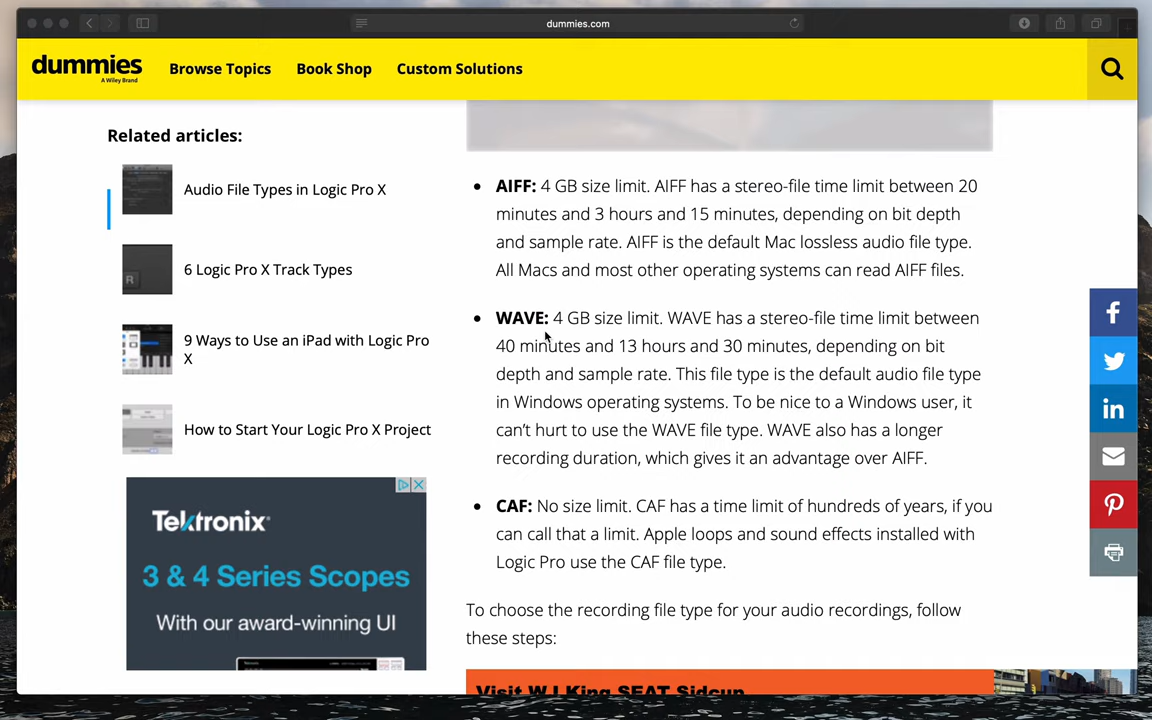 dummies.com
dummies
A Wiley Brand
Browse Topics
Book Shop
Custom Solutions
Related articles:
Audio File Types in Logic Pro X
6 Logic Pro X Track Types
9 Ways to Use an iPad with Logic Pro
X
How to Start Your Logic Pro X Project
Tektronix
3 & 4 Series Scopes
With our award-winning UI
AIFF: 4 GB size limit. AIFF has a stereo-file time limit between 20
minutes and 3 hours and 15 minutes, depending on bit depth
and sample rate. AIFF is the default Mac lossless audio file type.
All Macs and most other operating systems can read AIFF files.
WAVE: 4 GB size limit. WAVE has a stereo-file time limit between
40 minutes and 13 hours and 30 minutes, depending on bit
depth and sample rate. This file type is the default audio file type
in Windows operating systems. To be nice to a Windows user, it
can’t hurt to use the WAVE file type. WAVE also has a longer
recording duration, which gives it an advantage over AIFF.
CAF: No size limit. CAF has a time limit of hundreds of years, if you
can call that a limit. Apple loops and sound effects installed with
Logic Pro use the CAF file type.
To choose the recording file type for your audio recordings, follow
these steps:
Visit WJ King SEAT Sidcup